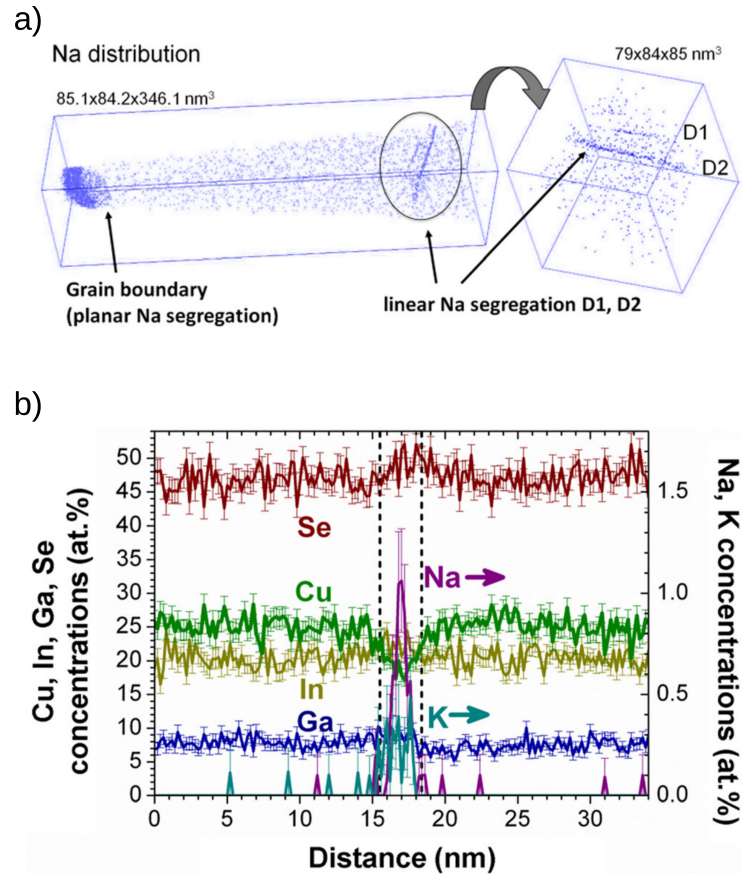 a)
Na distribution
85.1x84.2x346.1 nm³
79x84x85 nm³
D1
D2
Grain boundary
(planar Na segregation)
linear Na segregation D1, D2
b)
Cu, In, Ga, Se
concentrations (at.%)
50
45
40
35
30
25
20
15
10
5
0
Se
Cu
In
Ga
Na
K
1.5
1.0
0.5
0.0
Na, K concentrations (at.%)
0 5 10 15 20 25 30
Distance (nm)